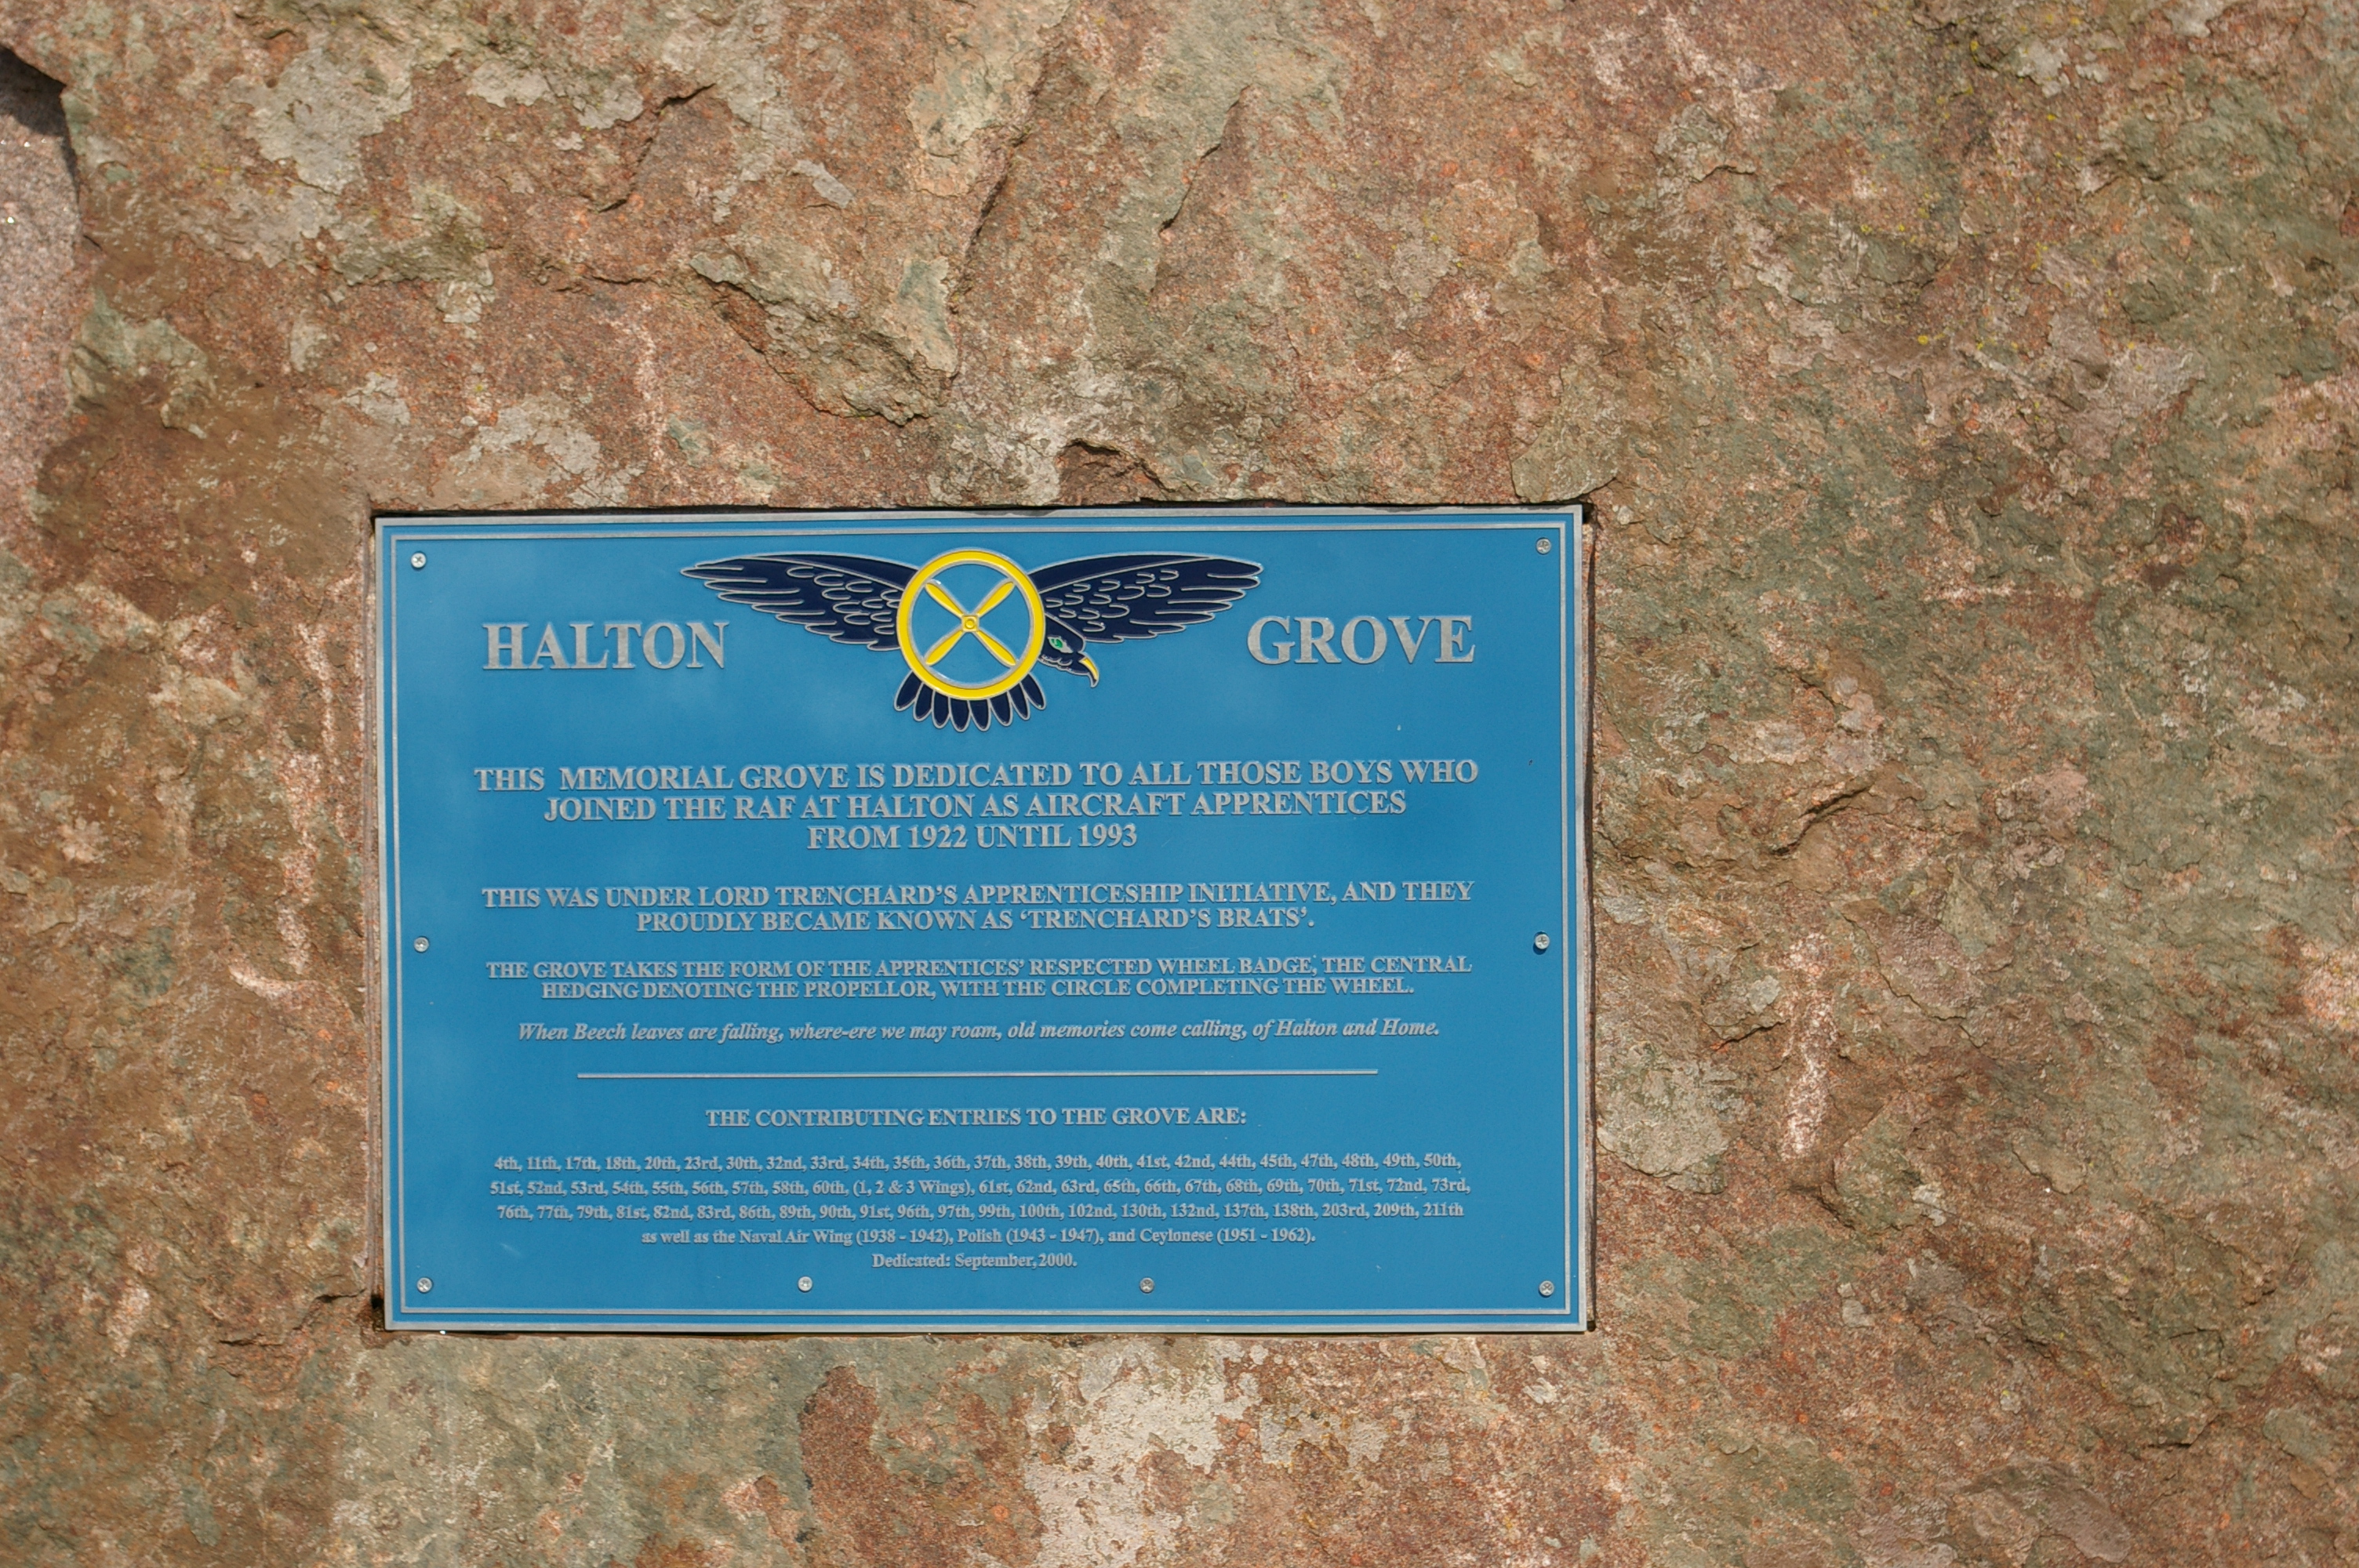 HALTON GROVE
THIS MEMORIAL GROVE IS DEDICATED TO ALL THOSE BOYS WHO
JOINED THE RAF AT HALTON AS AIRCRAFT APPRENTICES
FROM 1922 UNTIL 1993
THIS WAS UNDER LORD TRENCHARD'S APPRENTICESHIP INITIATIVE, AND THEY
PROUDLY BECAME KNOWN AS 'TRENCHARD'S BRATS'.
THE GROVE TAKES THE FORM OF THE APPRENTICES' RESPECTED WHEEL BADGE, THE CENTRAL
HEDGING DENOTING THE PROPELLOR, WITH THE CIRCLE COMPLETING THE WHEEL.
When Beech leaves are falling, where-ere we may roam, old memories come calling, of Halton and Home.
THE CONTRIBUTING ENTRIES TO THE GROVE ARE:
4th, 11th, 17th, 18th, 20th, 23rd, 30th, 32nd, 33rd, 34th, 35th, 36th, 37th, 38th, 39th, 40th, 41st, 42nd, 44th, 45th, 47th, 48th, 49th, 50th,
51st, 52nd, 53rd, 54th, 55th, 56th, 57th, 58th, 60th, (1, 2 & 3 Wings), 61st, 62nd, 63rd, 65th, 66th, 67th, 68th, 69th, 70th, 71st, 72nd, 73rd,
76th, 77th, 79th, 81st, 82nd, 83rd, 86th, 89th, 90th, 91st, 96th, 97th, 99th, 100th, 102nd, 130th, 132nd, 137th, 138th, 203rd, 209th, 211th
as well as the Naval Air Wing (1938 - 1942), Polish (1943 - 1947), and Ceylonese (1951 - 1962).
Dedicated: September, 2000.